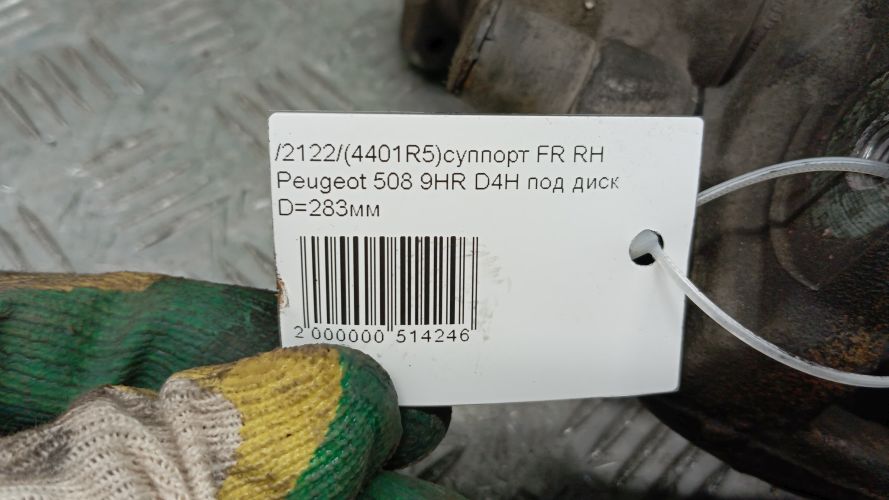 /2122/(4401R5)суппорт FR RH
Peugeot 508 9HR D4H под диск
D=283мм
2 000000 514246